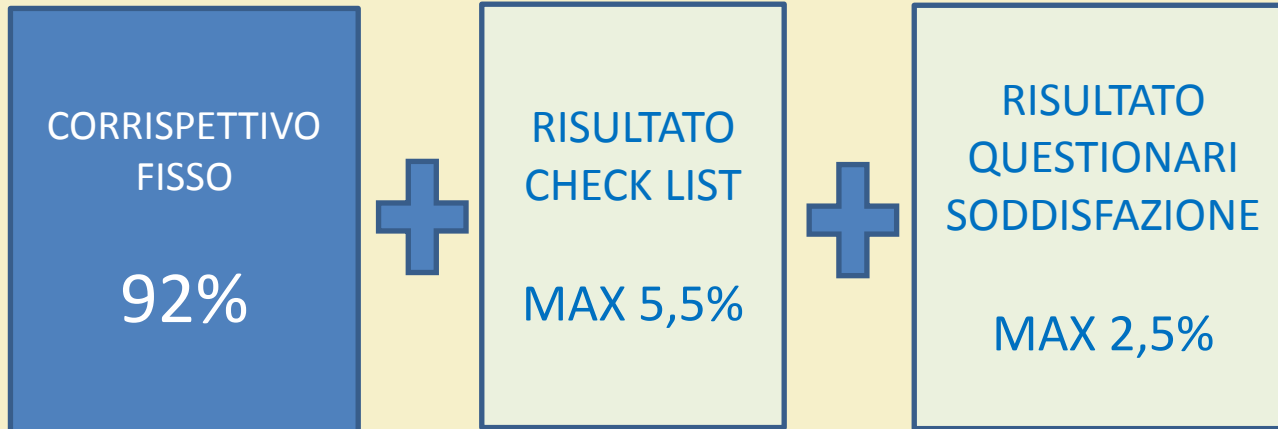 CORRISPETTIVO
FISSO
92%
RISULTATO
CHECK LIST
MAX 5,5%
RISULTATO
QUESTIONARI
SODDISFAZIONE
MAX 2,5%